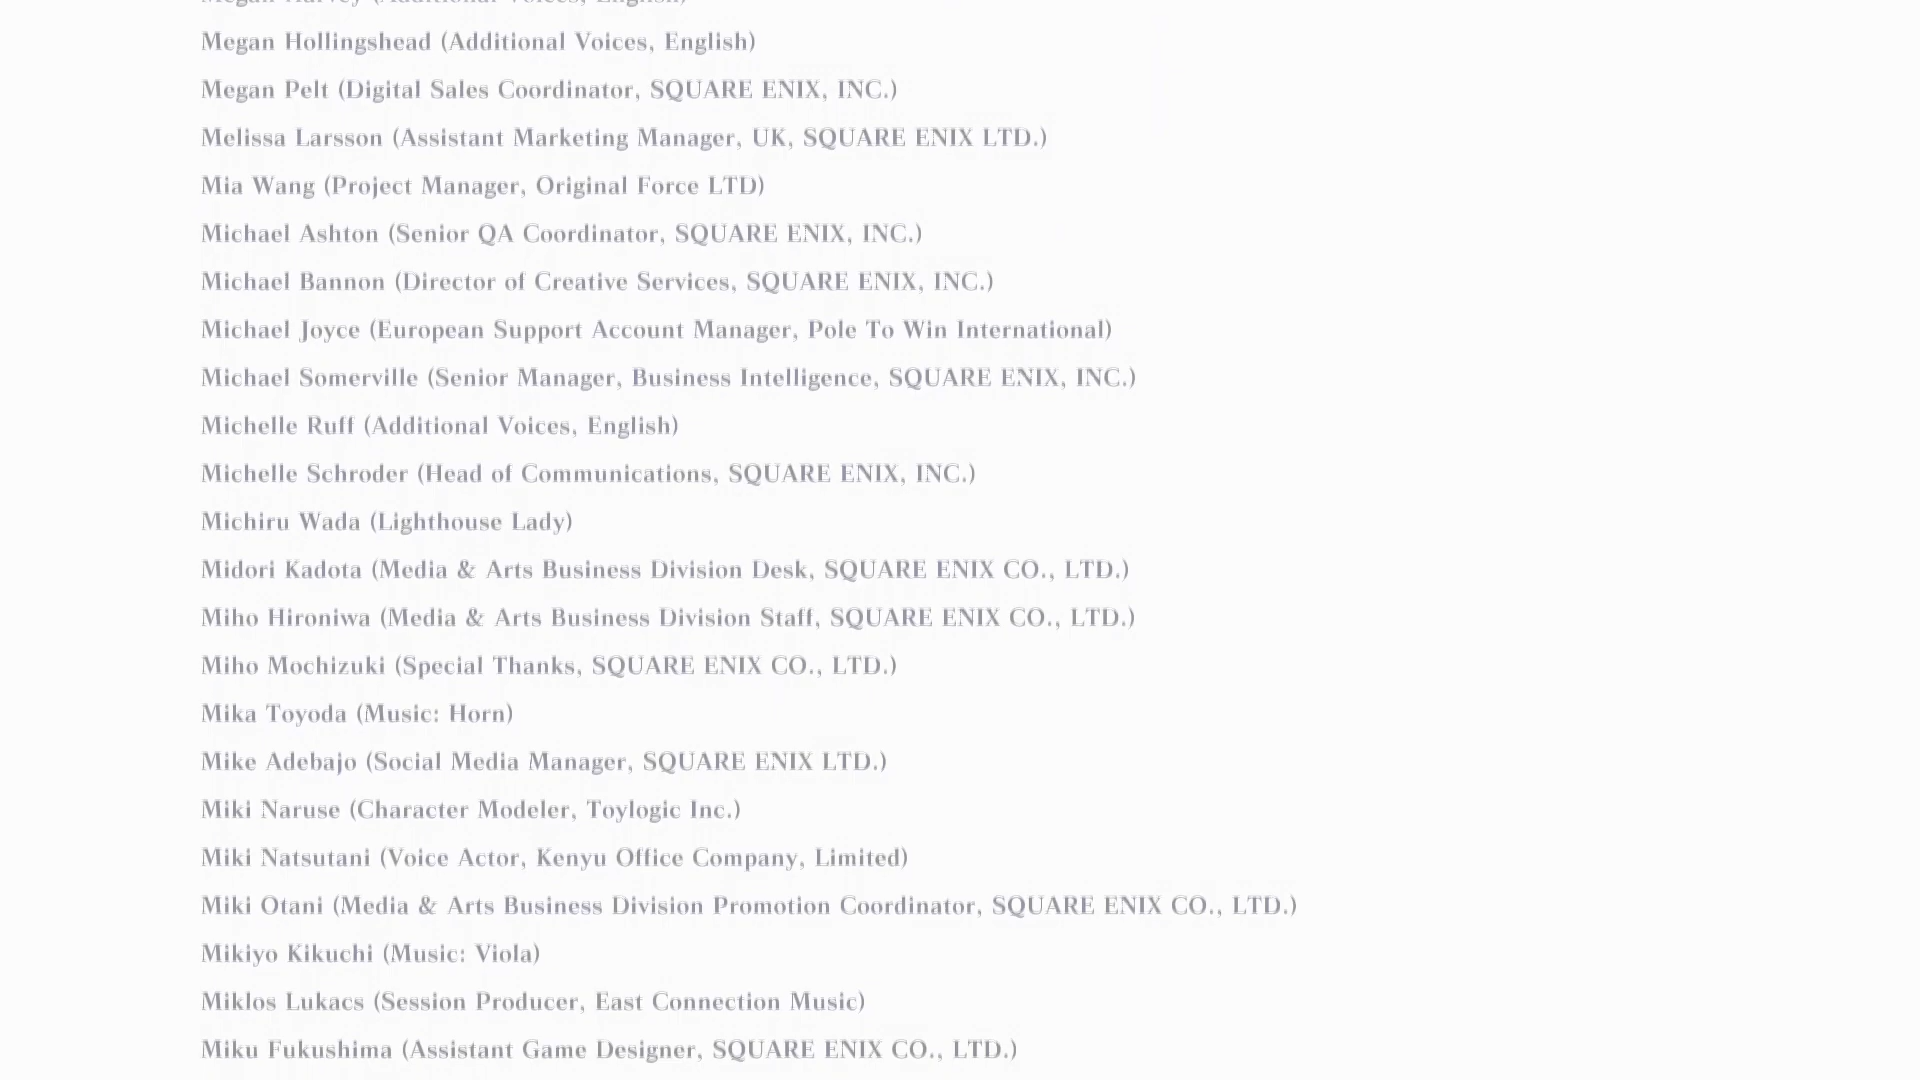 Megan Harvey (Additional Voices, English)
Megan Hollingshead (Additional Voices, English)
Megan Pelt (Digital Sales Coordinator, SQUARE ENIX, INC.)
Melissa Larsson (Assistant Marketing Manager, UK, SQUARE ENIX LTD.)
Mia Wang (Project Manager, Original Force LTD)
Michael Ashton (Senior QA Coordinator, SQUARE ENIX, INC.)
Michael Bannon (Director of Creative Services, SQUARE ENIX, INC.)
Michael Joyce (European Support Account Manager, Pole To Win International)
Michael Somerville (Senior Manager, Business Intelligence, SQUARE ENIX, INC.)
Michelle Ruff (Additional Voices, English)
Michelle Schroder (Head of Communications, SQUARE ENIX, INC.)
Michiru Wada (Lighthouse Lady)
Midori Kadota (Media & Arts Business Division Desk, SQUARE ENIX CO., LTD.)
Miho Hironiwa (Media & Arts Business Division Staff, SQUARE ENIX CO., LTD.)
Miho Mochizuki (Special Thanks, SQUARE ENIX CO., LTD.)
Mika Toyoda (Music: Horn)
Mike Adebajo (Social Media Manager, SQUARE ENIX LTD.)
Miki Naruse (Character Modeler, Toylogic Inc.)
Miki Natsutani (Voice Actor, Kenyu Office Company, Limited)
Miki Otani (Media & Arts Business Division Promotion Coordinator, SQUARE ENIX CO., LTD.)
Mikiyo Kikuchi (Music: Viola)
Miklos Lukacs (Session Producer, East Connection Music)
Miku Fukushima (Assistant Game Designer, SQUARE ENIX CO., LTD.)